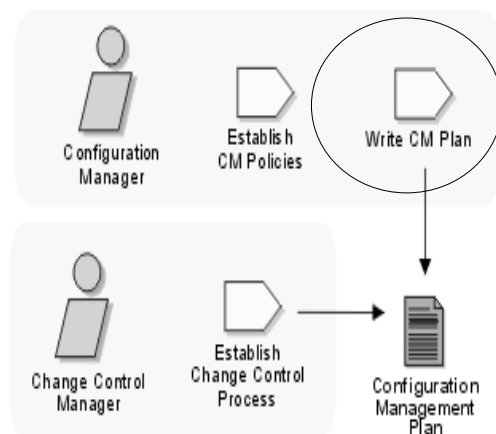 Configuration
Manager
Establish
CM Policies
Write CM Plan
Change Control
Manager
Establish
Change Control
Process
Configuration
Management
Plan